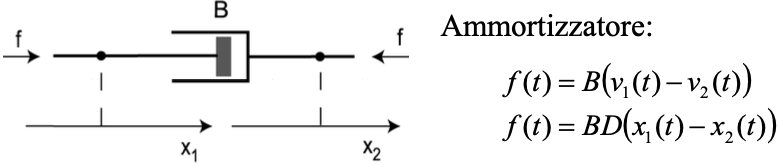 B
f
f
x₁
x₂
Ammortizzatore:
f(t) = B(v₁(t) − v₂(t))
f(t) = BD(x₁(t) − x₂(t))